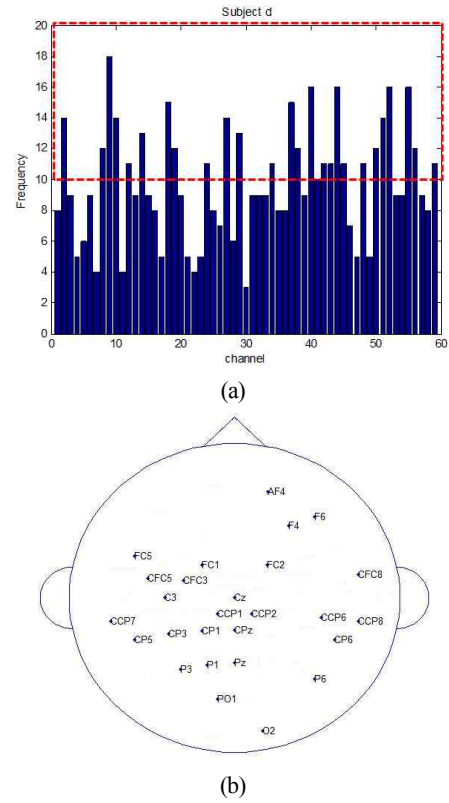 Subject d
20
18
16
14
12
10
8
6
4
2
0
Frequency
0 10 20 30 40 50 60
channel
(a)
AF4
F6
F4
FC5
FC1
FC2
CFC5
CFC3
CFC8
C3
Cz
CCP1
CCP2
CCP6
CCP7
CCP8
CP5
CP3
CP1
CPz
CP6
P3
P1
Pz
P6
PO1
O2
(b)